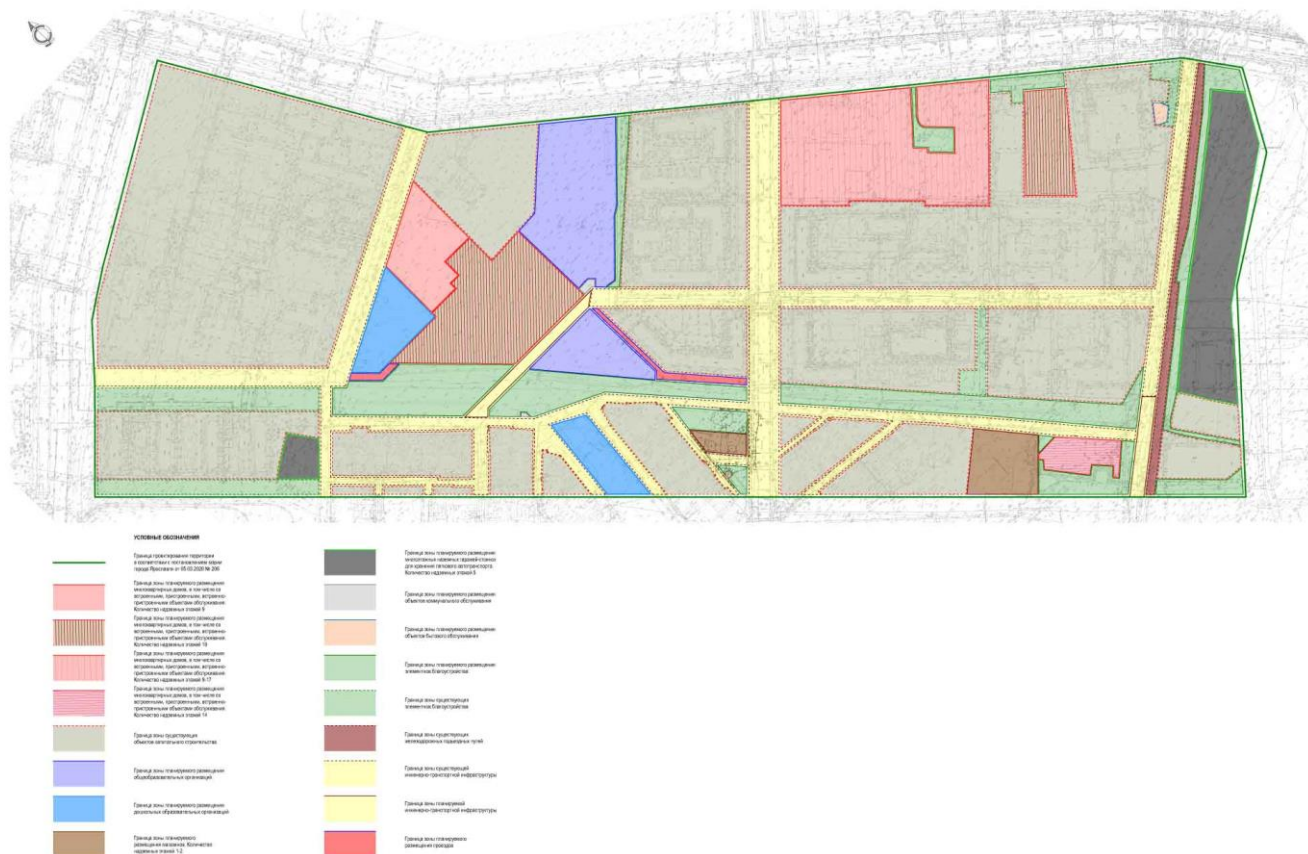 УСЛОВНЫЕ ОБОЗНАЧЕНИЯ
Граница проектирования территории
в соответствии с постановлением мэрии
города Ярославля от 05.03.2020 № 206
Граница зоны планируемого размещения
многоквартирных домов, в том числе со
встроенными, пристроенными, встроенно-
пристроенными объектами обслуживания.
Количество надземных этажей 9
Граница зоны планируемого размещения
многоквартирных домов, в том числе со
встроенными, пристроенными, встроенно-
пристроенными объектами обслуживания.
Количество надземных этажей
Граница зоны планируемого размещения
многоквартирных домов, в том числе со
встроенными, пристроенными, встроенно-
пристроенными объектами обслуживания.
Количество надземных этажей 9-17
Граница зоны планируемого размещения
многоквартирных домов, в том числе со
встроенными, пристроенными, встроенно-
пристроенными объектами обслуживания.
Количество надземных этажей 14
Граница зоны существующих
объектов капитального строительства
Граница зоны планируемого размещения
общеобразовательных организаций
Граница зоны планируемого размещения
дошкольных образовательных организаций
Граница зоны планируемого
размещения магазинов. Количество
надземных этажей 1-2
Граница зоны планируемого размещения
многоэтажных наземных гаражей-стоянок
для хранения легкового автотранспорта.
Количество надземных этажей 5
Граница зоны планируемого размещения
объектов коммунального обслуживания
Граница зоны планируемого размещения
объектов бытового обслуживания
Граница зоны планируемого размещения
элементов благоустройства
Граница зоны существующих
элементов благоустройства
Граница зоны существующих
железнодорожных подъездных путей
Граница зоны существующей
инженерно-транспортной инфраструктуры
Граница зоны планируемой
инженерно-транспортной инфраструктуры
Граница зоны планируемого
размещения проездов